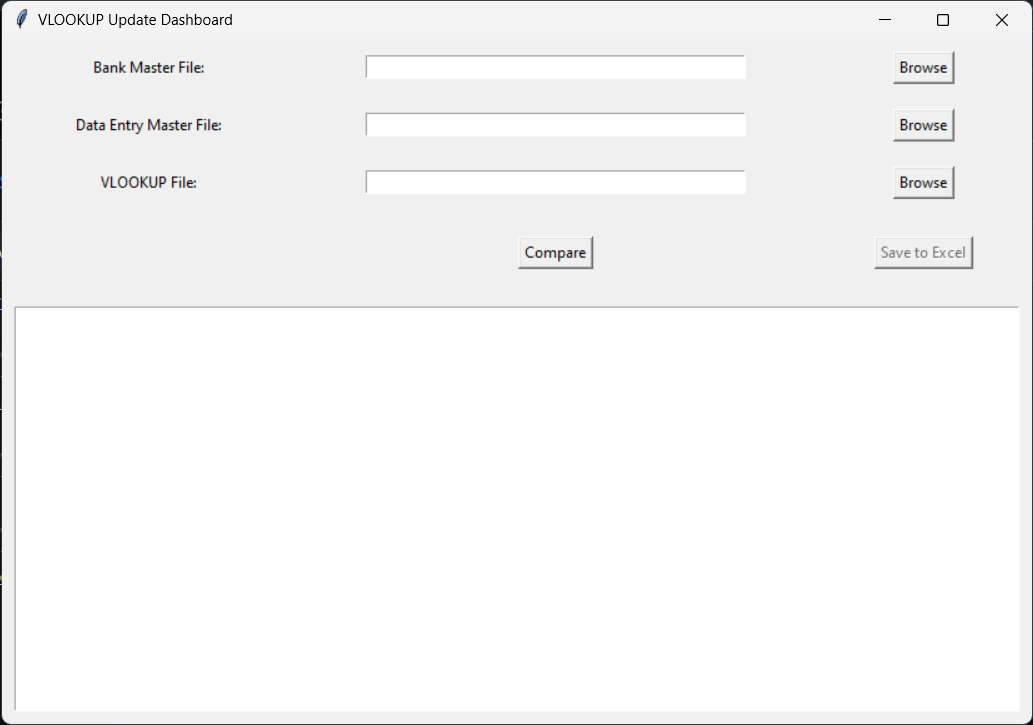 VLOOKUP Update Dashboard
Bank Master File:
Browse
Data Entry Master File:
Browse
VLOOKUP File:
Browse
Compare
Save to Excel